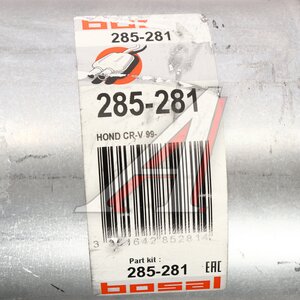 285-281
285-281
HOND CR-V 99-
Part kit :
285-281 EAC
bosal